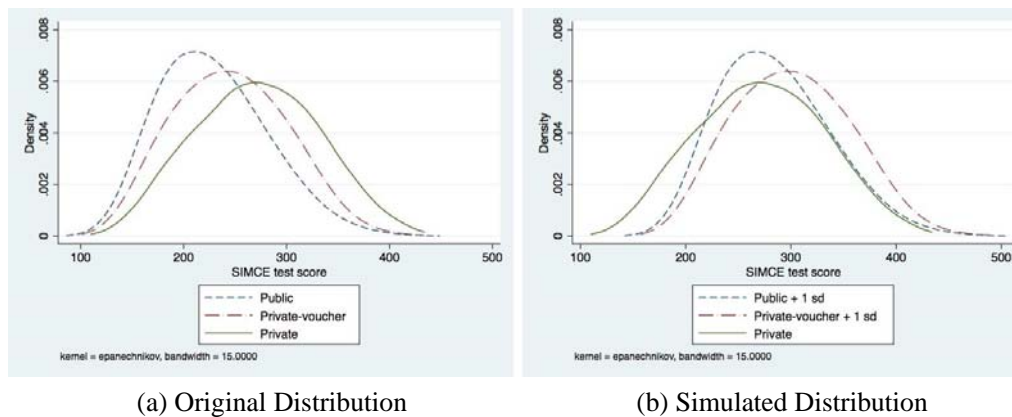 .008
.006
.004
.002
0
Density
100 200 300 400 500
SIMCE test score
Public
Private-voucher
Private
kernel = epanechnikov, bandwidth = 15.0000
(a) Original Distribution
.008
.006
.004
.002
0
Density
100 200 300 400 500
SIMCE test score
Public + 1 sd
Private-voucher + 1 sd
Private
kernel = epanechnikov, bandwidth = 15.0000
(b) Simulated Distribution